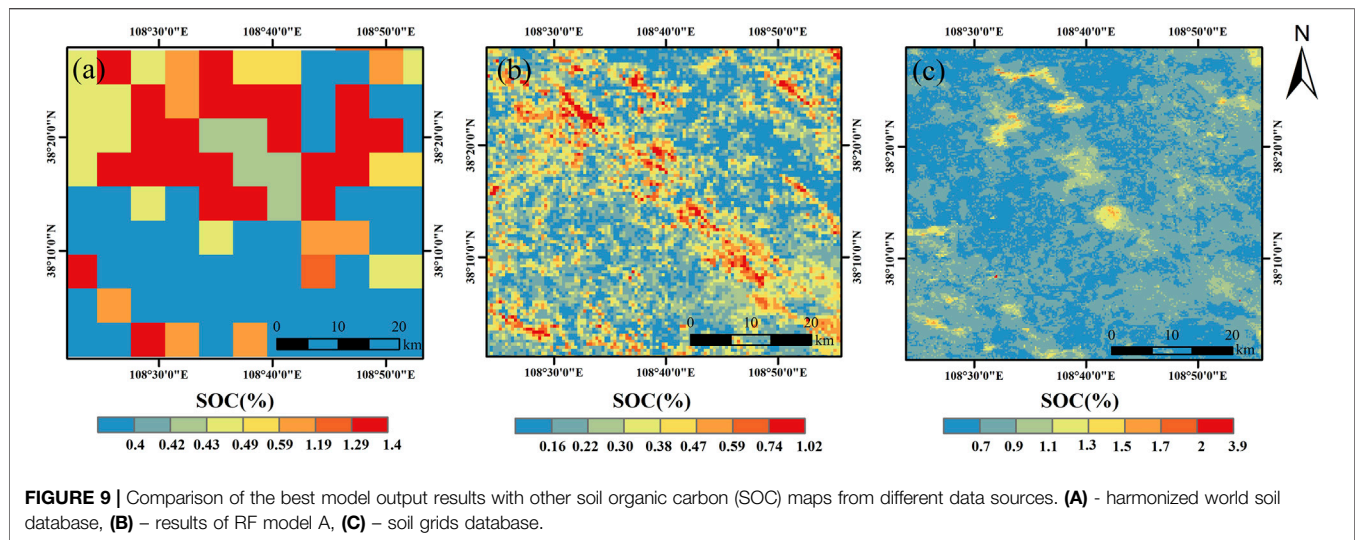 108°30'0"E 108°40'0"E 108°50'0"E
108°30'0"E 108°40'0"E 108°50'0"E
108°30'0"E 108°40'0"E 108°50'0"E
N
(a)
(b)
(c)
38°20'0"N
38°20'0"N
38°20'0"N
38°20'0"N
38°20'0"N
38°20'0"N
38°10'0"N
38°10'0"N
38°10'0"N
38°10'0"N
38°10'0"N
38°10'0"N
0 10 20
km
0 10 20
km
0 10 20
km
108°30'0"E 108°40'0"E 108°50'0"E
108°30'0"E 108°40'0"E 108°50'0"E
108°30'0"E 108°40'0"E 108°50'0"E
SOC(%)
0.4 0.42 0.43 0.49 0.59 1.19 1.29 1.4
SOC(%)
0.16 0.22 0.30 0.38 0.47 0.59 0.74 1.02
SOC(%)
0.7 0.9 1.1 1.3 1.5 1.7 2 3.9
FIGURE 9 | Comparison of the best model output results with other soil organic carbon (SOC) maps from different data sources. (A) - harmonized world soil
database, (B) – results of RF model A, (C) – soil grids database.